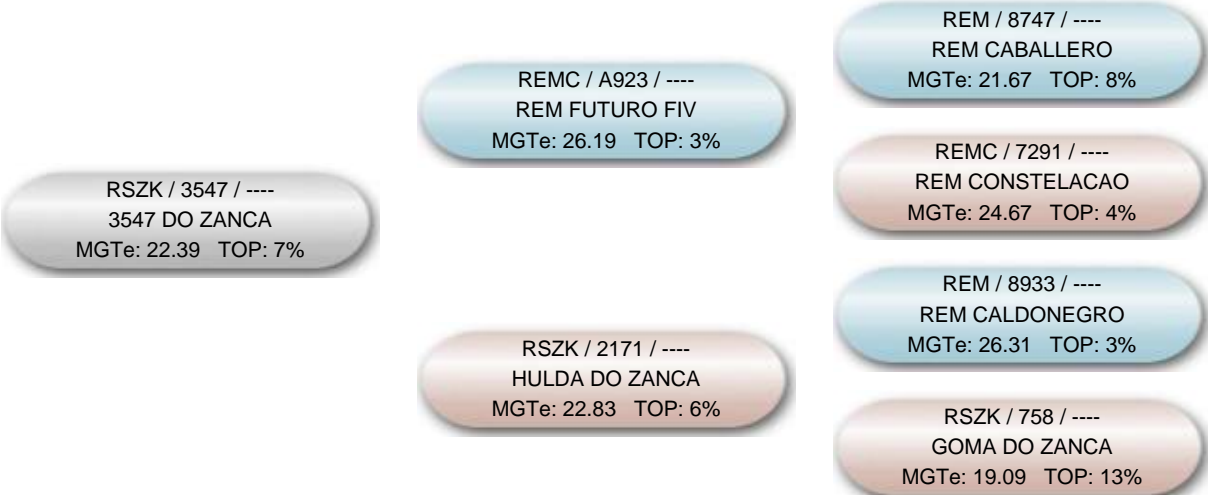 RSZK / 3547 / ----
3547 DO ZANCA
MGTe: 22.39 TOP: 7%
REMC / A923 / ----
REM FUTURO FIV
MGTe: 26.19 TOP: 3%
RSZK / 2171 / ----
HULDA DO ZANCA
MGTe: 22.83 TOP: 6%
REM / 8747 / ----
REM CABALLERO
MGTe: 21.67 TOP: 8%
REMC / 7291 / ----
REM CONSTELACAO
MGTe: 24.67 TOP: 4%
REM / 8933 / ----
REM CALDONEGRO
MGTe: 26.31 TOP: 3%
RSZK / 758 / ----
GOMA DO ZANCA
MGTe: 19.09 TOP: 13%